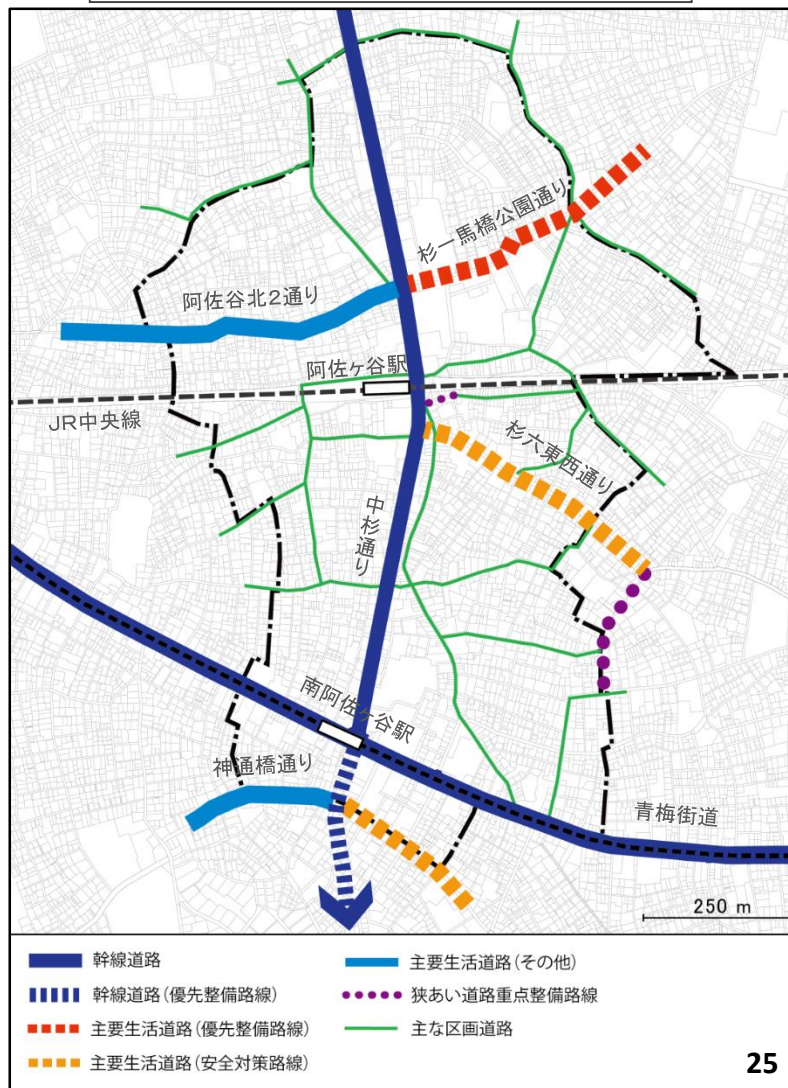 杉一馬橋公園通り
阿佐谷北2通り
阿佐ヶ谷駅
JR中央線
杉六東西通り
中杉通り
南阿佐ヶ谷駅
神通橋通り
青梅街道
250 m
幹線道路
主要生活道路(その他)
幹線道路(優先整備路線)
狭あい道路重点整備路線
主要生活道路(優先整備路線)
主な区画道路
主要生活道路(安全対策路線)
25